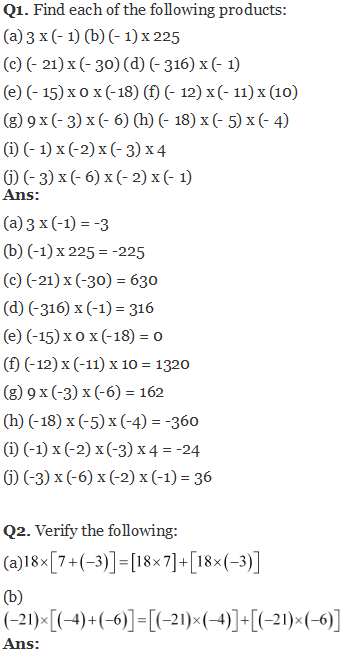 Q1. Find each of the following products:
(a) 3 x (- 1) (b) (- 1) x 225
(c) (- 21) x (- 30) (d) (- 316) x (- 1)
(e) (- 15) x 0 x (-18) (f) (- 12) x (- 11) x (10)
(g) 9 x (- 3) x (- 6) (h) (- 18) x (- 5) x (- 4)
(i) (- 1) x (-2) x (- 3) x 4
(j) (- 3) x (- 6) x (- 2) x (- 1)
Ans:
(a) 3 x (-1) = -3
(b) (-1) x 225 = -225
(c) (-21) x (-30) = 630
(d) (-316) x (-1) = 316
(e) (-15) x 0 x (-18) = 0
(f) (-12) x (-11) x 10 = 1320
(g) 9 x (-3) x (-6) = 162
(h) (-18) x (-5) x (-4) = -360
(i) (-1) x (-2) x (-3) x 4 = -24
(j) (-3) x (-6) x (-2) x (-1) = 36
Q2. Verify the following:
(a) 18×[7+(−3)]=[18×7]+[18×(−3)]
(b)
(−21)×[(−4)+(−6)]=[(−21)×(−4)]+[(−21)×(−6)]
Ans: